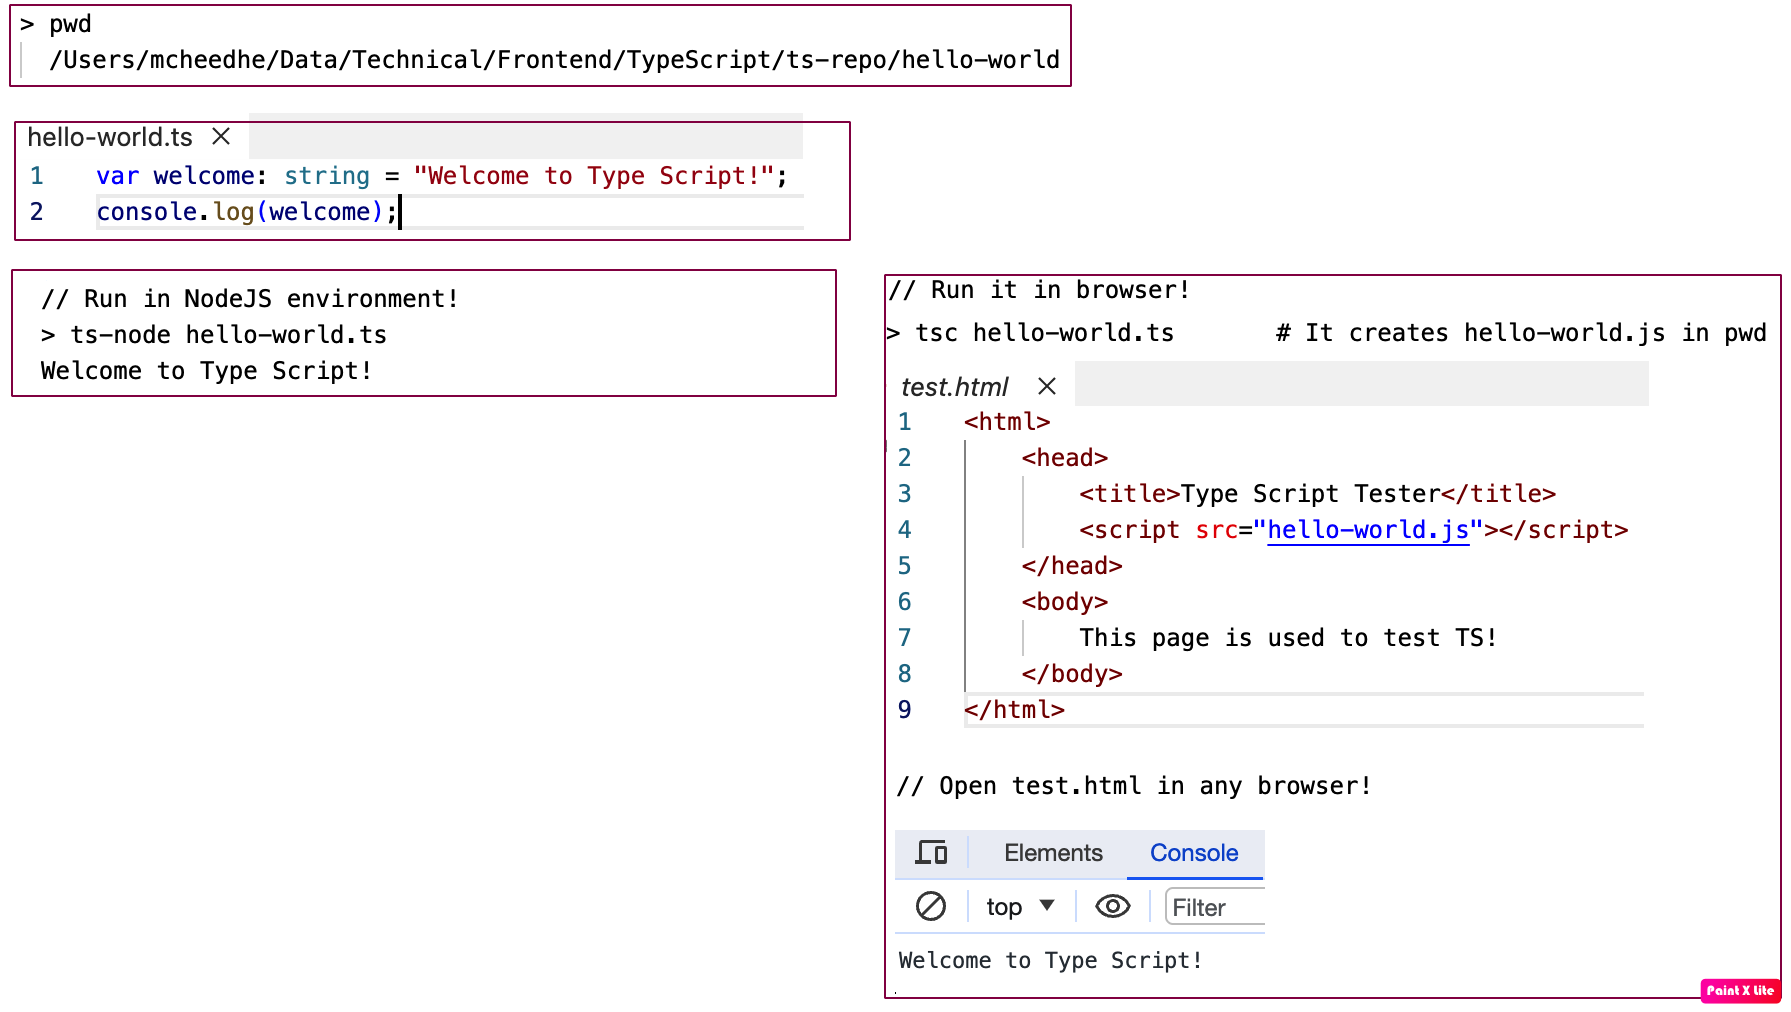 > pwd
/Users/mcheedhe/Data/Technical/Frontend/TypeScript/ts-repo/hello-world
hello-world.ts ×
1 var welcome: string = "Welcome to Type Script!";
2 console.log(welcome);
// Run in NodeJS environment!
> ts-node hello-world.ts
Welcome to Type Script!
// Run it in browser!
> tsc hello-world.ts # It creates hello-world.js in pwd
test.html ×
1 <html>
2 <head>
3 <title>Type Script Tester</title>
4 <script src="hello-world.js"></script>
5 </head>
6 <body>
7 This page is used to test TS!
8 </body>
9 </html>
// Open test.html in any browser!
Elements Console
top ▼ Filter
Welcome to Type Script!
Paint X Lite